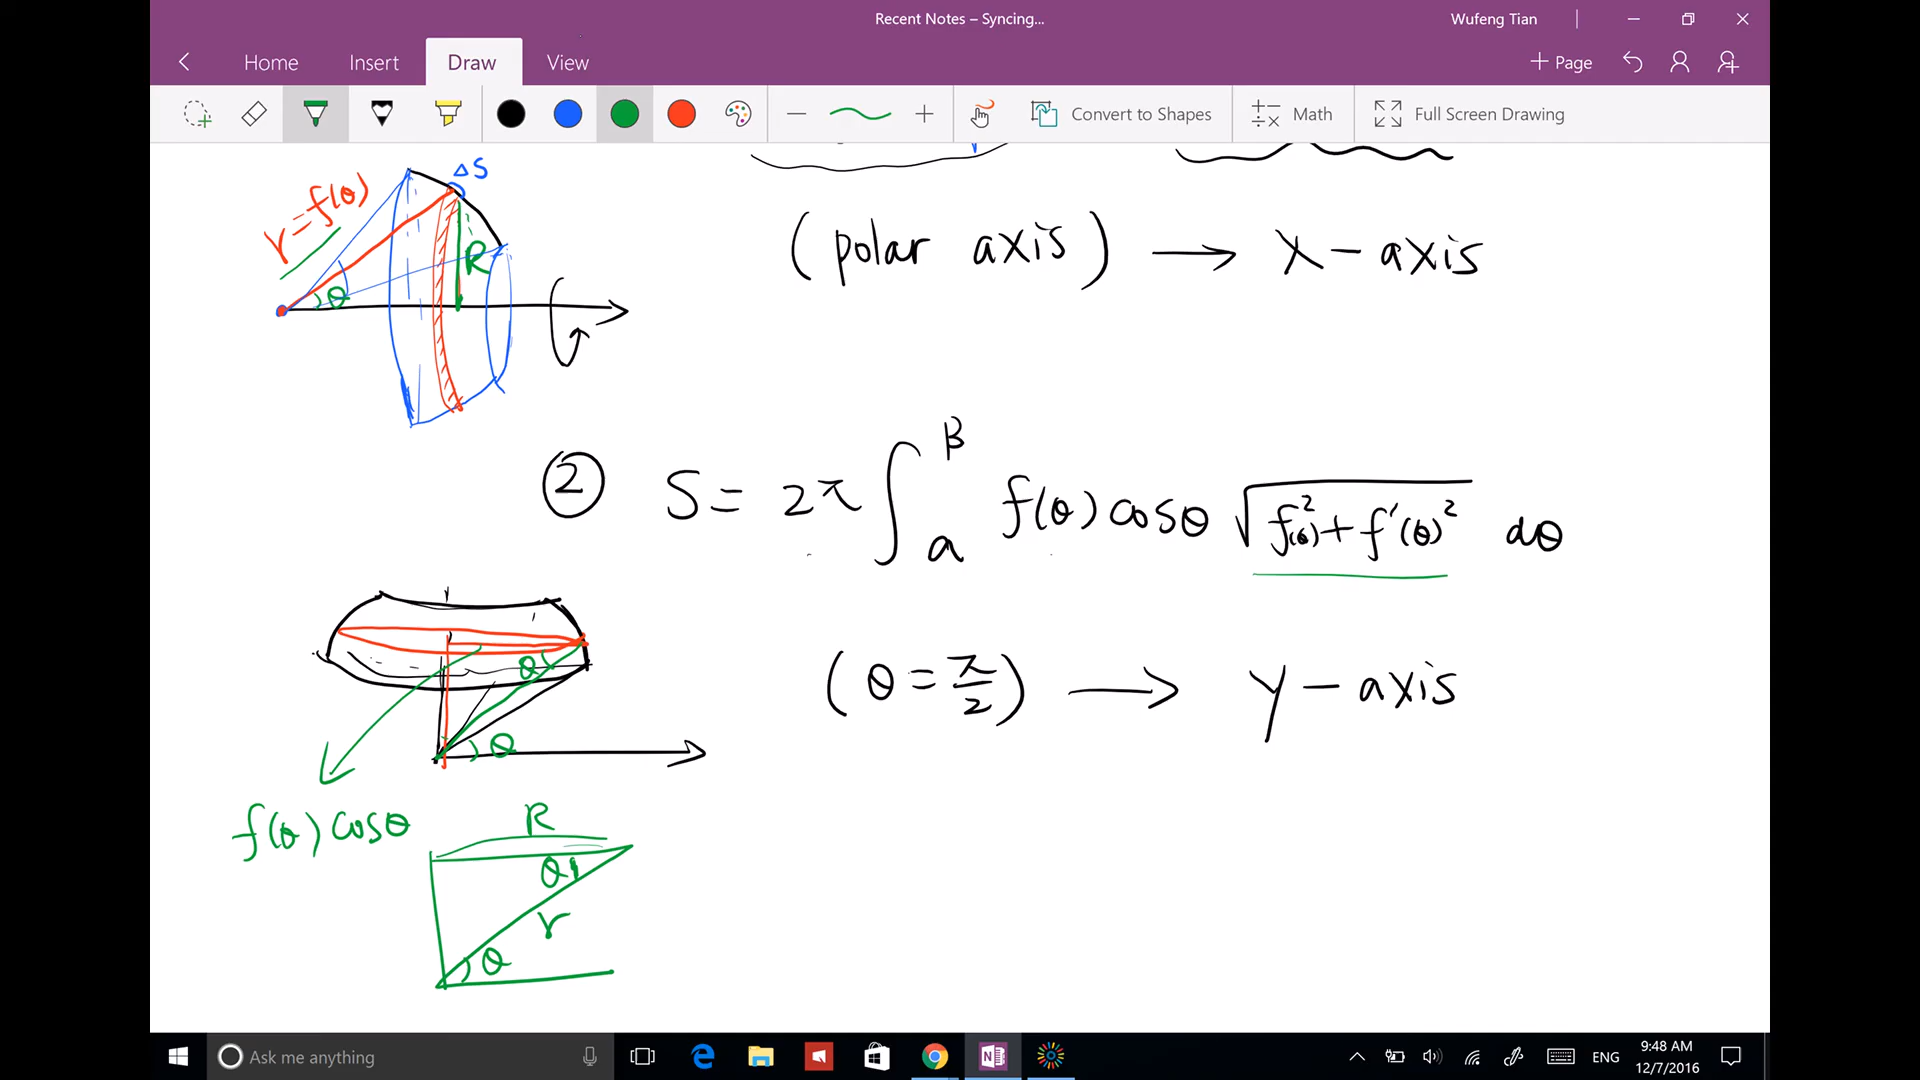 Recent Notes – Syncing...
Wufeng Tian
Home Insert Draw View
Page
Convert to Shapes
Math
Full Screen Drawing
ΔS
r=f(θ)
R
θ
(polar axis) → x-axis
② S = 2π ∫_a^β f(θ) cosθ √(f²(θ)+f'(θ)²) dθ
θ
θ
(θ = π/2) → y-axis
f(θ) cosθ
R
θ
r
θ
Ask me anything
ENG
9:48 AM
12/7/2016